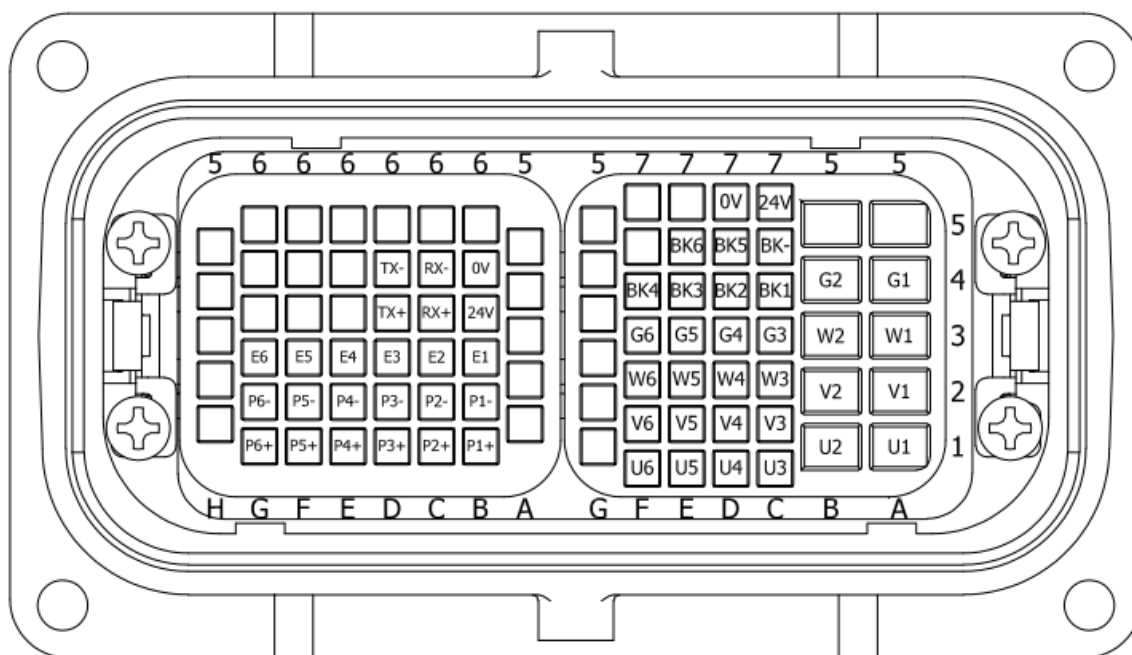 5 6 6 6 6 6 6 5 5 7 7 7 7 5 5
0V 24V
5
BK6 BK5 BK-
TX- RX- 0V
G2 G1 4
BK4 BK3 BK2 BK1
TX+ RX+ 24V
G6 G5 G4 G3 W2 W1 3
E6 E5 E4 E3 E2 E1
W6 W5 W4 W3
V2 V1 2
P6- P5- P4- P3- P2- P1-
V6 V5 V4 V3
P6+ P5+ P4+ P3+ P2+ P1+
U2 U1 1
U6 U5 U4 U3
H G F E D C B A G F E D C B A